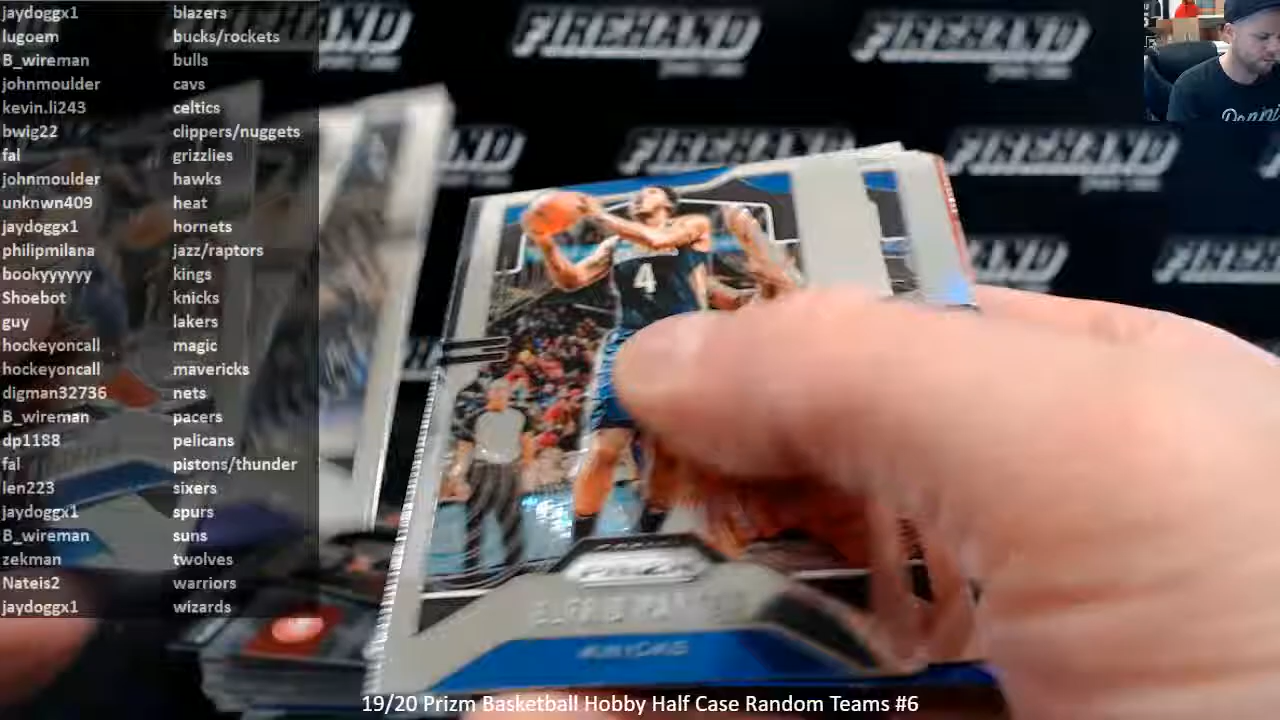 jaydoggx1 blazers
lugoem bucks/rockets
B_wireman bulls
johnmoulder cavs
kevin.li243 celtics
bwig22 clippers/nuggets
fal grizzlies
johnmoulder hawks
unknwn409 heat
jaydoggx1 hornets
philipmilana jazz/raptors
bookyyyyyy kings
Shoebot knicks
guy lakers
hockeyoncall magic
hockeyoncall mavericks
digman32736 nets
B_wireman pacers
dp1188 pelicans
fal pistons/thunder
len223 sixers
jaydoggx1 spurs
B_wireman suns
zekman twolves
Nateis2 warriors
jaydoggx1 wizards
FIREHAND
FIREHAND
FIREHAND
FIREHAND
FIREHAND
4
PRIZM
KNICKS
19/20 Prizm Basketball Hobby Half Case Random Teams #6